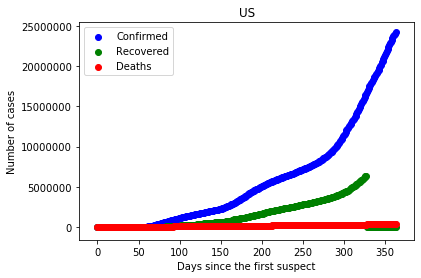 US
Confirmed
Recovered
Deaths
25000000
20000000
15000000
10000000
5000000
0
Number of cases
0 50 100 150 200 250 300 350
Days since the first suspect